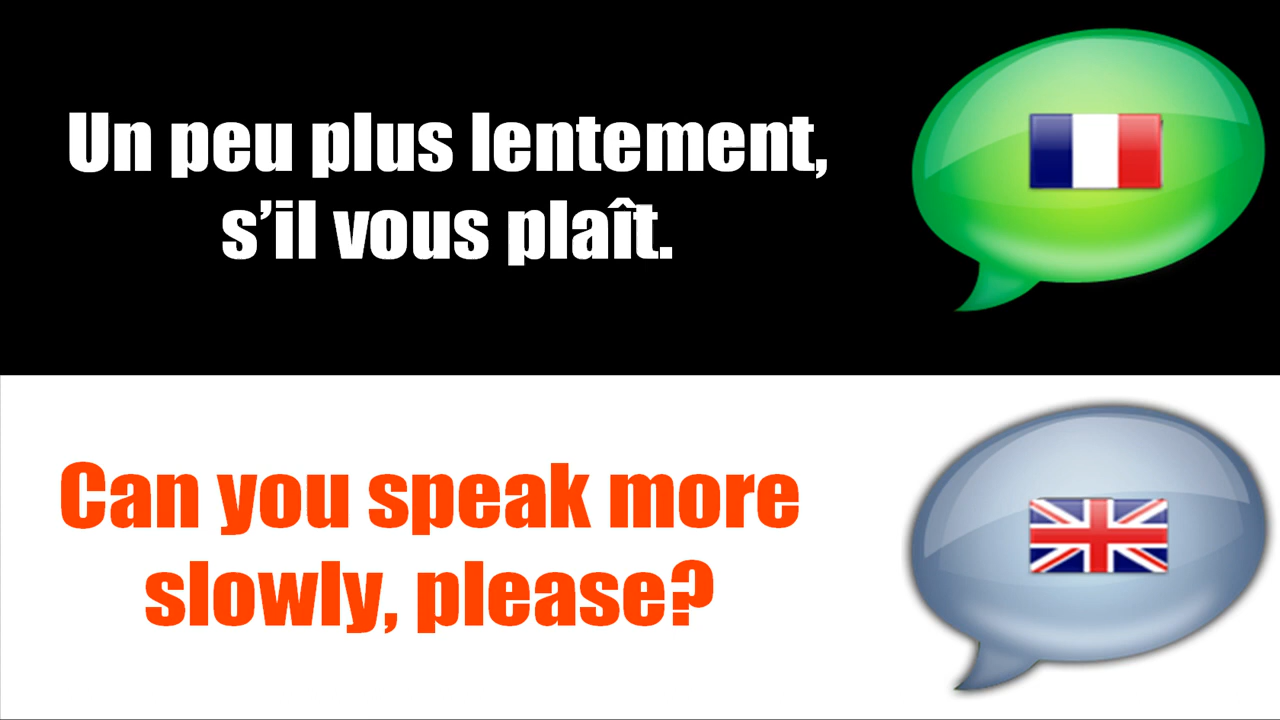 Un peu plus lentement,
s’il vous plaît.
Can you speak more
slowly, please?